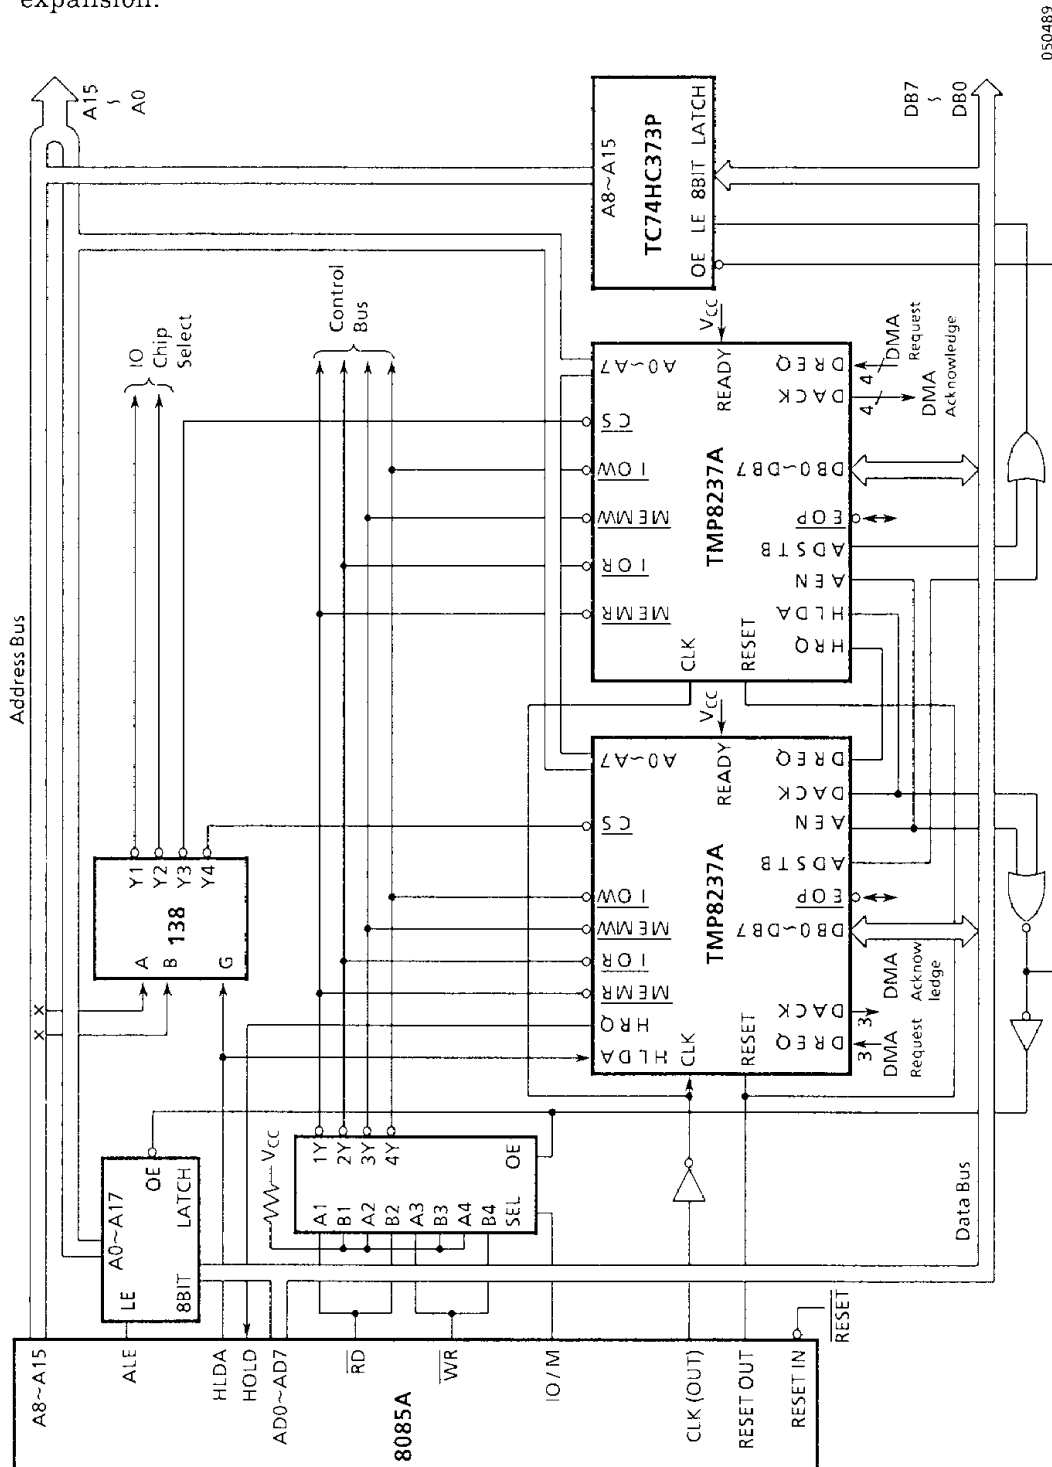 expansion.
050489
Address Bus
A15
~
A0
IO
Chip
Select
Control
Bus
A8~A15
OE LE 8BIT LATCH
TC74HC373P
DB7
~
DB0
Y1
Y2
Y3
Y4
138
A
B
G
VCC
A0~A7
READY
CS
IOW
MEMW
IOR
MEMR
CLK
RESET
TMP8237A
DREQ
4
DMA
Request
DACK
4
DMA
Acknowledge
DB0~DB7
EOP
ADSTB
AEN
HLDA
HRQ
VCC
A0~A7
READY
CS
IOW
MEMW
IOR
MEMR
HRQ
HLDA
CLK
RESET
TMP8237A
DREQ
DACK
AEN
ADSTB
EOP
DB0~DB7
DACK
3
DMA
Acknow
ledge
DREQ
3
DMA
Request
OE
A0~A17
LE
8BIT LATCH
VCC
1Y
2Y
3Y
4Y
OE
A1
B1
A2
B2
A3
B3
A4
B4
SEL
Data Bus
A8~A15
ALE
HLDA
HOLD
AD0~AD7
RD
WR
IO/M
CLK (OUT)
RESET OUT
RESET IN
RESET
8085A